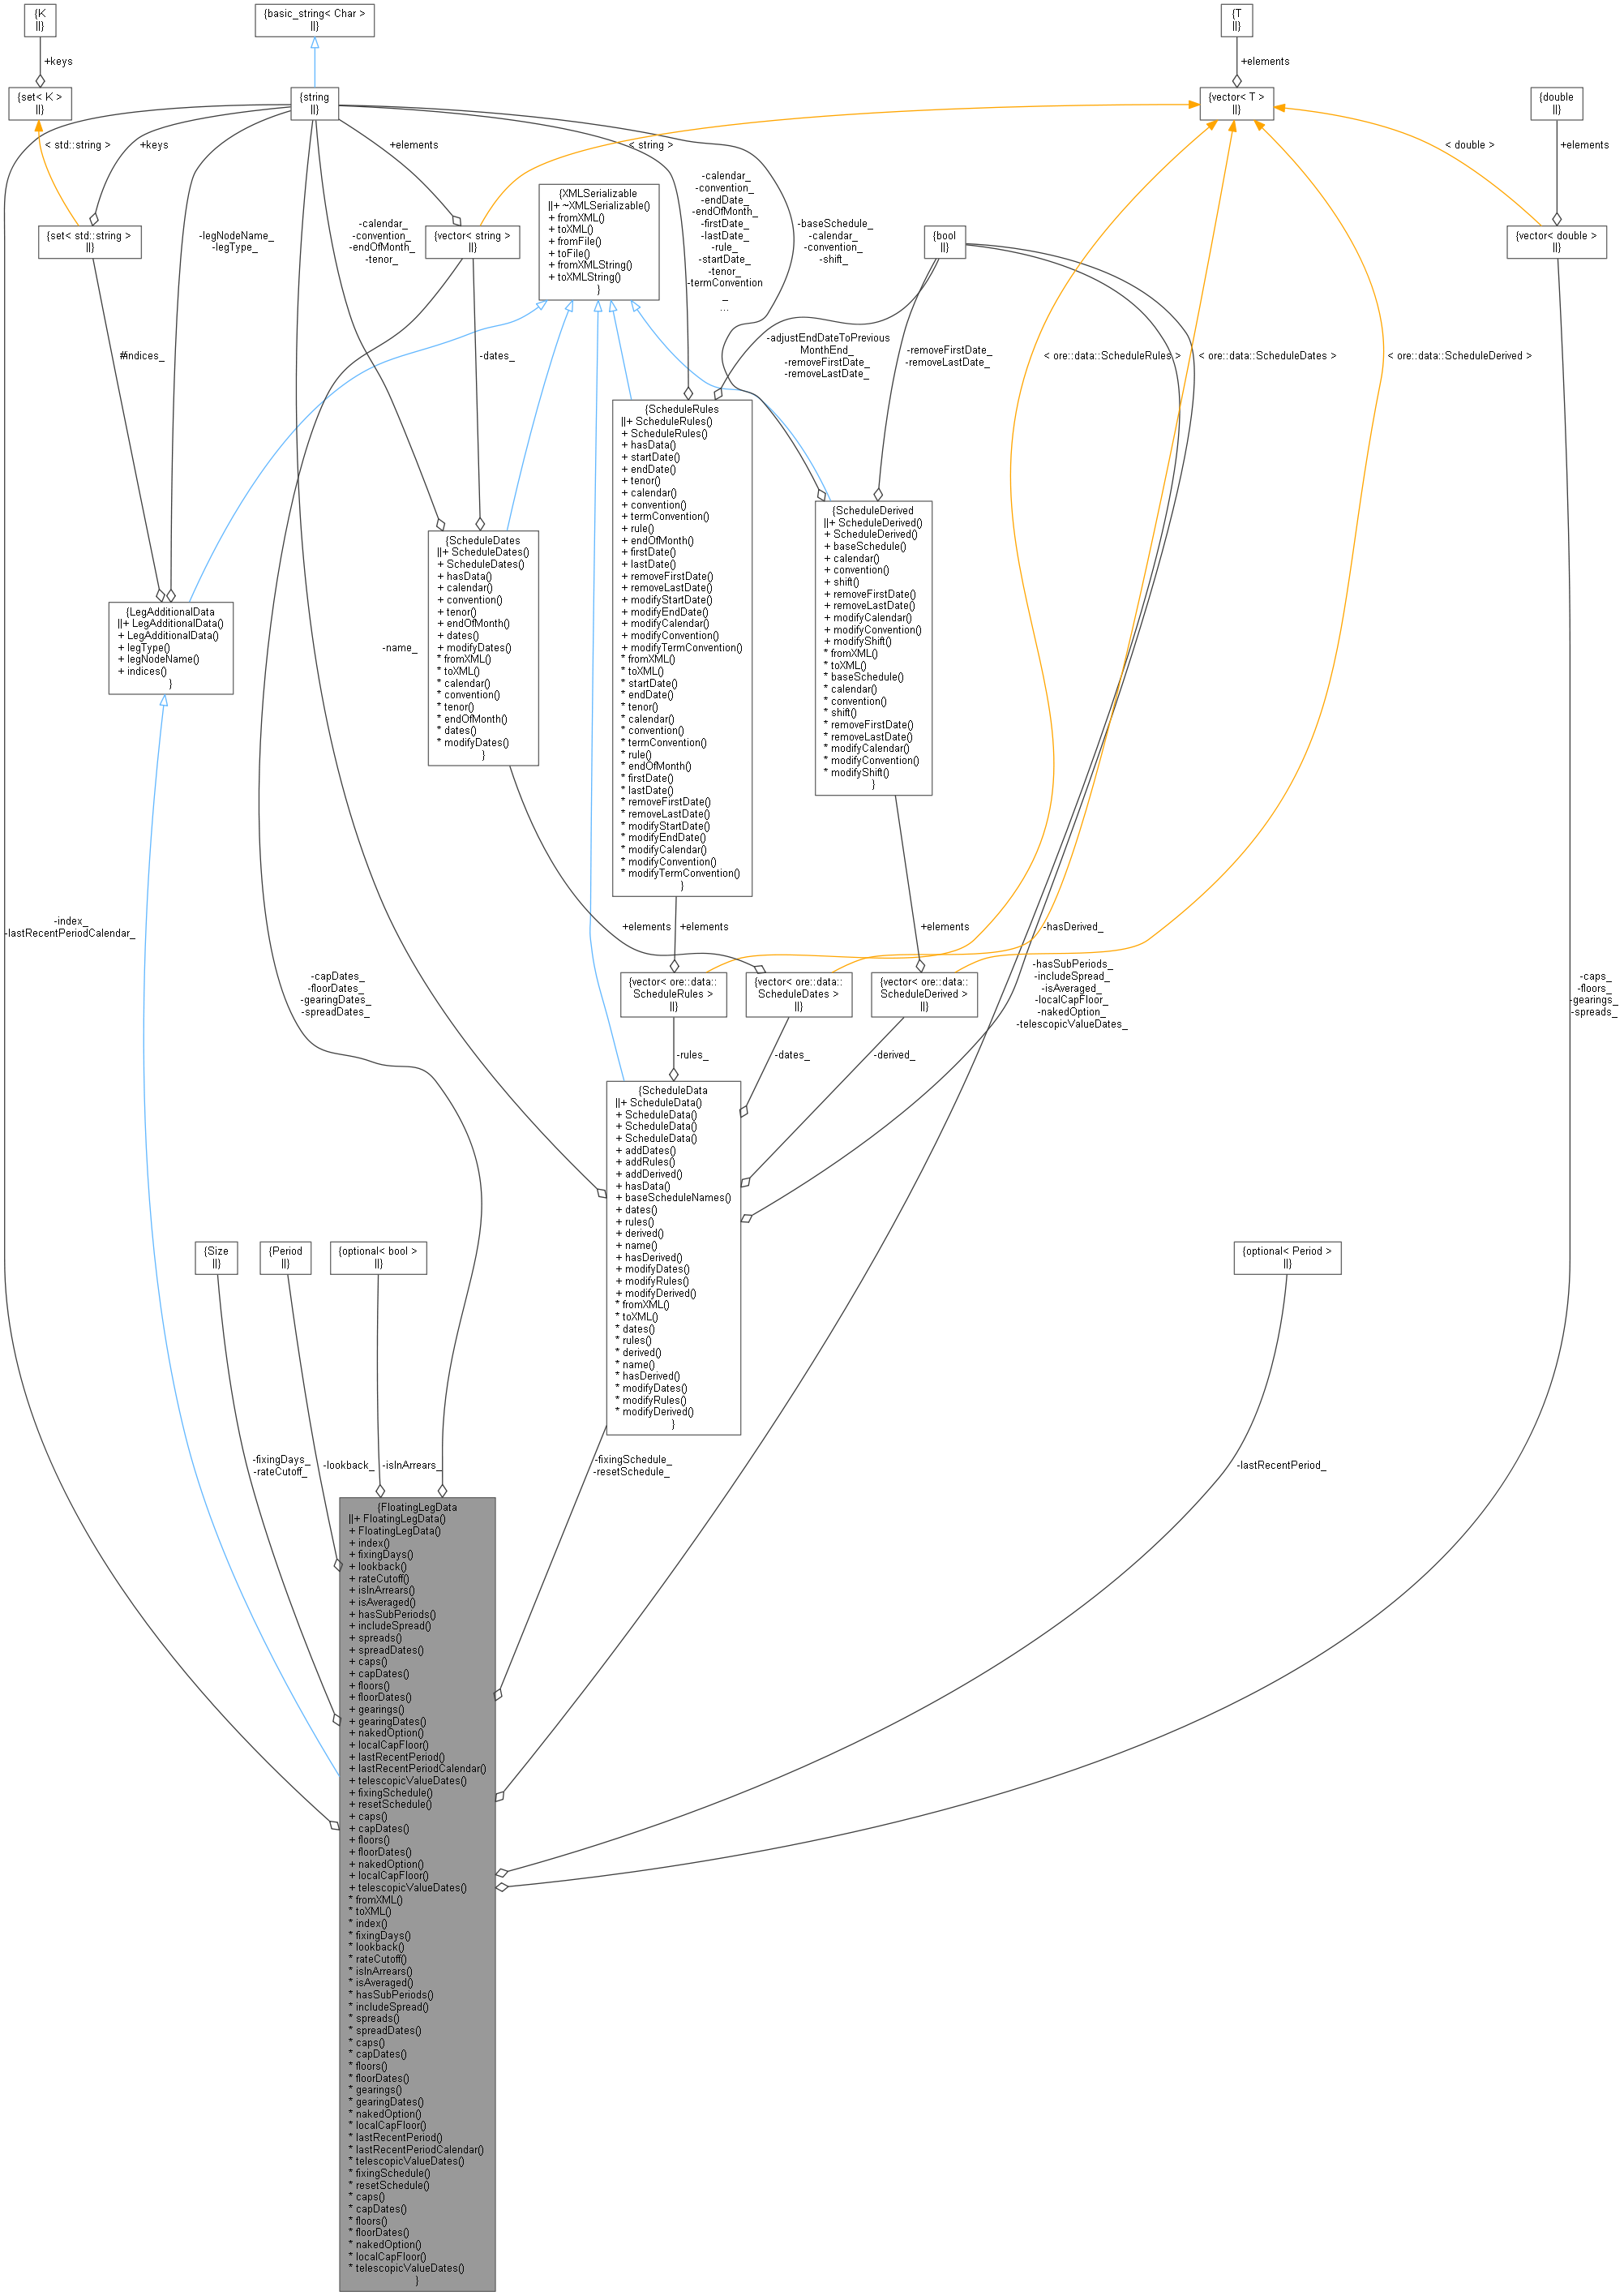 {K
||}
{basic_string< Char >
||}
{T
||}
+keys
+elements
{set< K >
||}
{string
||}
{vector< T >
||}
{double
||}
< std::string >
+keys
+elements
< string >
< double >
+elements
{XMLSerializable
||+ ~XMLSerializable()
+ fromXML()
+ toXML()
+ fromFile()
+ toFile()
+ fromXMLString()
+ toXMLString()
}
{set< std::string >
||}
-legNodeName_
-legType_
-calendar_
-convention_
-endOfMonth_
-tenor_
{vector< string >
||}
-calendar_
-convention_
-endDate_
-endOfMonth_
-firstDate_
-lastDate_
-rule_
-startDate_
-tenor_
-termConvention
_
...
-baseSchedule_
-calendar_
-convention_
-shift_
{bool
||}
{vector< double >
||}
#indices_
-dates_
-adjustEndDateToPrevious
MonthEnd_
-removeFirstDate_
-removeLastDate_
-removeFirstDate_
-removeLastDate_
< ore::data::ScheduleRules >
< ore::data::ScheduleDates >
< ore::data::ScheduleDerived >
{LegAdditionalData
||+ LegAdditionalData()
+ LegAdditionalData()
+ legType()
+ legNodeName()
+ indices()
}
-name_
{ScheduleDates
||+ ScheduleDates()
+ ScheduleDates()
+ hasData()
+ calendar()
+ convention()
+ tenor()
+ endOfMonth()
+ dates()
+ modifyDates()
* fromXML()
* toXML()
* calendar()
* convention()
* tenor()
* endOfMonth()
* dates()
* modifyDates()
}
{ScheduleRules
||+ ScheduleRules()
+ ScheduleRules()
+ hasData()
+ startDate()
+ endDate()
+ tenor()
+ calendar()
+ convention()
+ termConvention()
+ rule()
+ endOfMonth()
+ firstDate()
+ lastDate()
+ removeFirstDate()
+ removeLastDate()
+ modifyStartDate()
+ modifyEndDate()
+ modifyCalendar()
+ modifyConvention()
+ modifyTermConvention()
* fromXML()
* toXML()
* startDate()
* endDate()
* tenor()
* calendar()
* convention()
* termConvention()
* rule()
* endOfMonth()
* firstDate()
* lastDate()
* removeFirstDate()
* removeLastDate()
* modifyStartDate()
* modifyEndDate()
* modifyCalendar()
* modifyConvention()
* modifyTermConvention()
}
{ScheduleDerived
||+ ScheduleDerived()
+ ScheduleDerived()
+ baseSchedule()
+ calendar()
+ convention()
+ shift()
+ removeFirstDate()
+ removeLastDate()
+ modifyCalendar()
+ modifyConvention()
+ modifyShift()
* fromXML()
* toXML()
* baseSchedule()
* calendar()
* convention()
* shift()
* removeFirstDate()
* removeLastDate()
* modifyCalendar()
* modifyConvention()
* modifyShift()
}
-index_
-lastRecentPeriodCalendar_
+elements
+elements
+elements
-hasDerived_
-capDates_
-floorDates_
-gearingDates_
-spreadDates_
{vector< ore::data::
ScheduleRules >
||}
{vector< ore::data::
ScheduleDates >
||}
{vector< ore::data::
ScheduleDerived >
||}
-hasSubPeriods_
-includeSpread_
-isAveraged_
-localCapFloor_
-nakedOption_
-telescopicValueDates_
-caps_
-floors_
-gearings_
-spreads_
-rules_
-dates_
-derived_
{ScheduleData
||+ ScheduleData()
+ ScheduleData()
+ ScheduleData()
+ ScheduleData()
+ addDates()
+ addRules()
+ addDerived()
+ hasData()
+ baseScheduleNames()
+ dates()
+ rules()
+ derived()
+ name()
+ hasDerived()
+ modifyDates()
+ modifyRules()
+ modifyDerived()
* fromXML()
* toXML()
* dates()
* rules()
* derived()
* name()
* hasDerived()
* modifyDates()
* modifyRules()
* modifyDerived()
}
{Size
||}
{Period
||}
{optional< bool >
||}
{optional< Period >
||}
-fixingDays_
-rateCutoff_
-lookback_
-isInArrears_
-fixingSchedule_
-resetSchedule_
-lastRecentPeriod_
{FloatingLegData
||+ FloatingLegData()
+ FloatingLegData()
+ index()
+ fixingDays()
+ lookback()
+ rateCutoff()
+ isInArrears()
+ isAveraged()
+ hasSubPeriods()
+ includeSpread()
+ spreads()
+ spreadDates()
+ caps()
+ capDates()
+ floors()
+ floorDates()
+ gearings()
+ gearingDates()
+ nakedOption()
+ localCapFloor()
+ lastRecentPeriod()
+ lastRecentPeriodCalendar()
+ telescopicValueDates()
+ fixingSchedule()
+ resetSchedule()
+ caps()
+ capDates()
+ floors()
+ floorDates()
+ nakedOption()
+ localCapFloor()
+ telescopicValueDates()
* fromXML()
* toXML()
* index()
* fixingDays()
* lookback()
* rateCutoff()
* isInArrears()
* isAveraged()
* hasSubPeriods()
* includeSpread()
* spreads()
* spreadDates()
* caps()
* capDates()
* floors()
* floorDates()
* gearings()
* gearingDates()
* nakedOption()
* localCapFloor()
* lastRecentPeriod()
* lastRecentPeriodCalendar()
* telescopicValueDates()
* fixingSchedule()
* resetSchedule()
* caps()
* capDates()
* floors()
* floorDates()
* nakedOption()
* localCapFloor()
* telescopicValueDates()
}